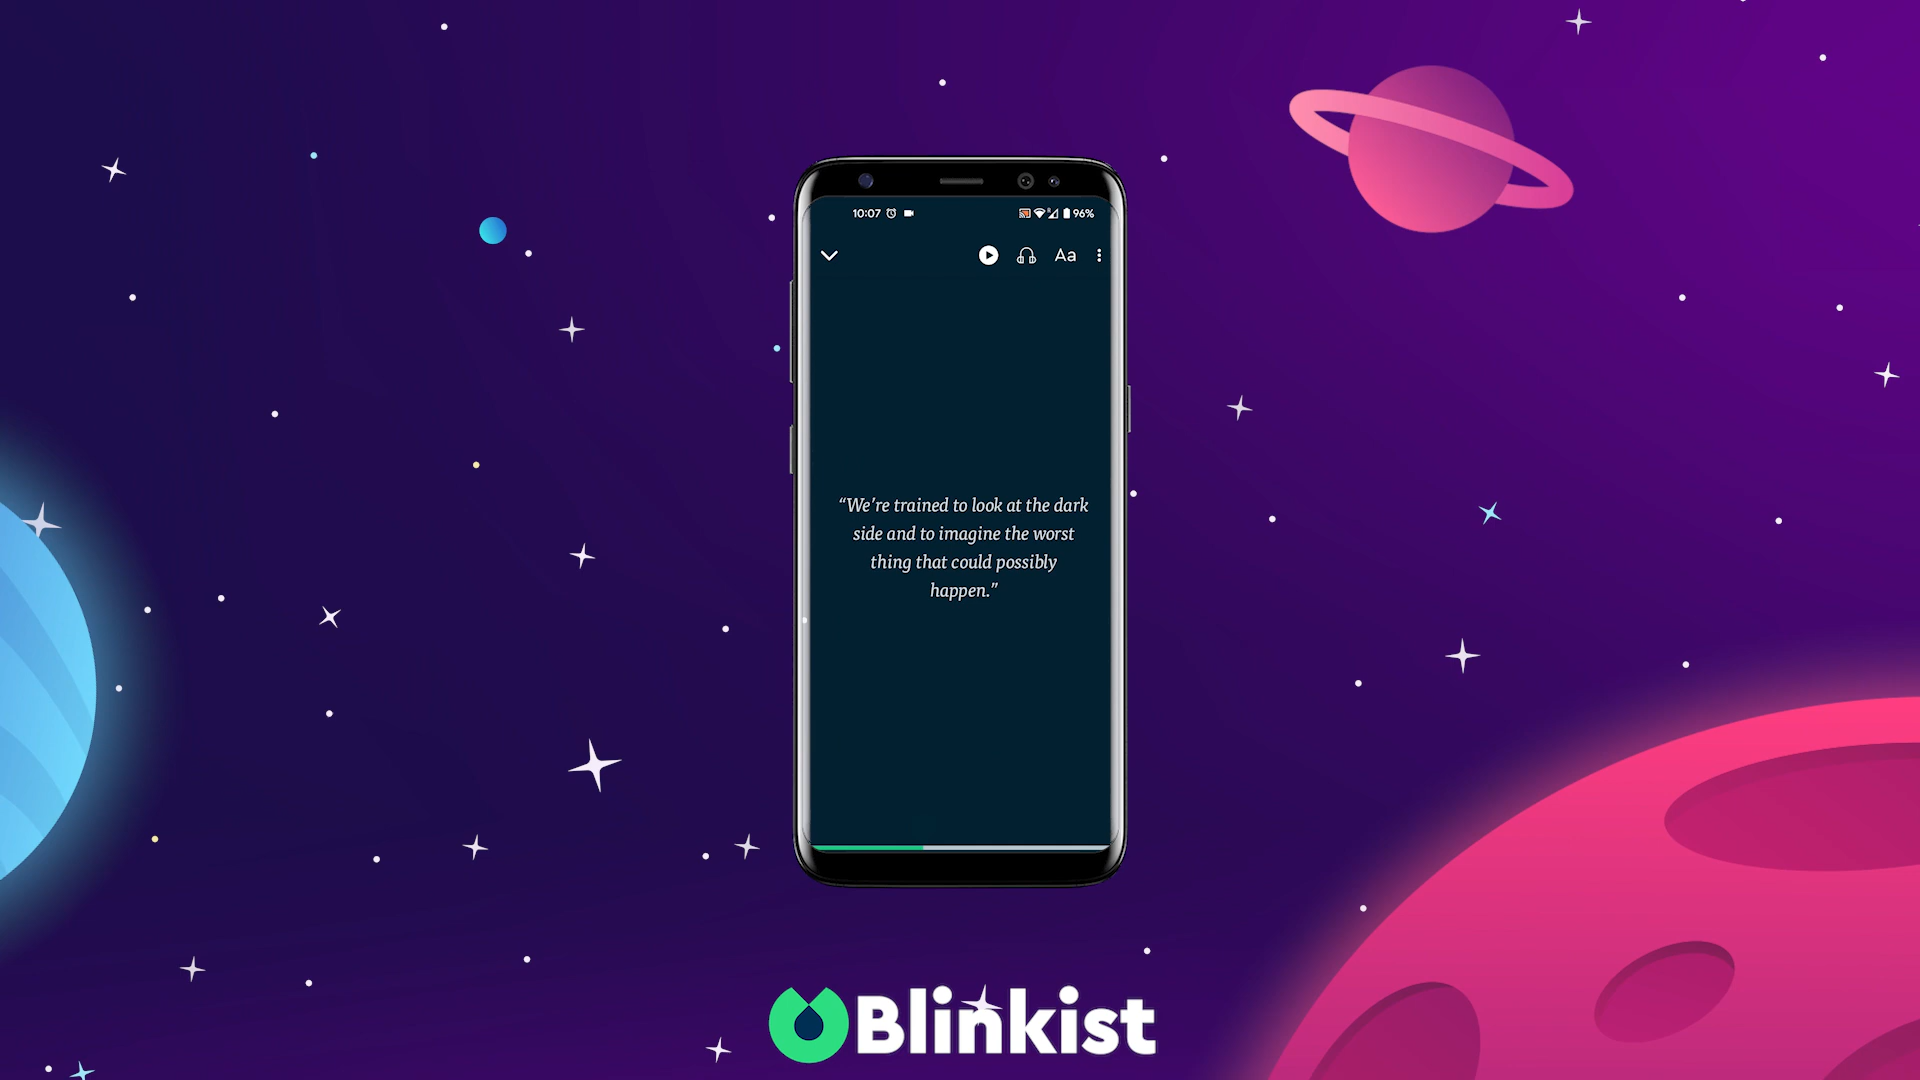 10:07
96%
Aa
“We’re trained to look at the dark
side and to imagine the worst
thing that could possibly
happen.”
Blinkist